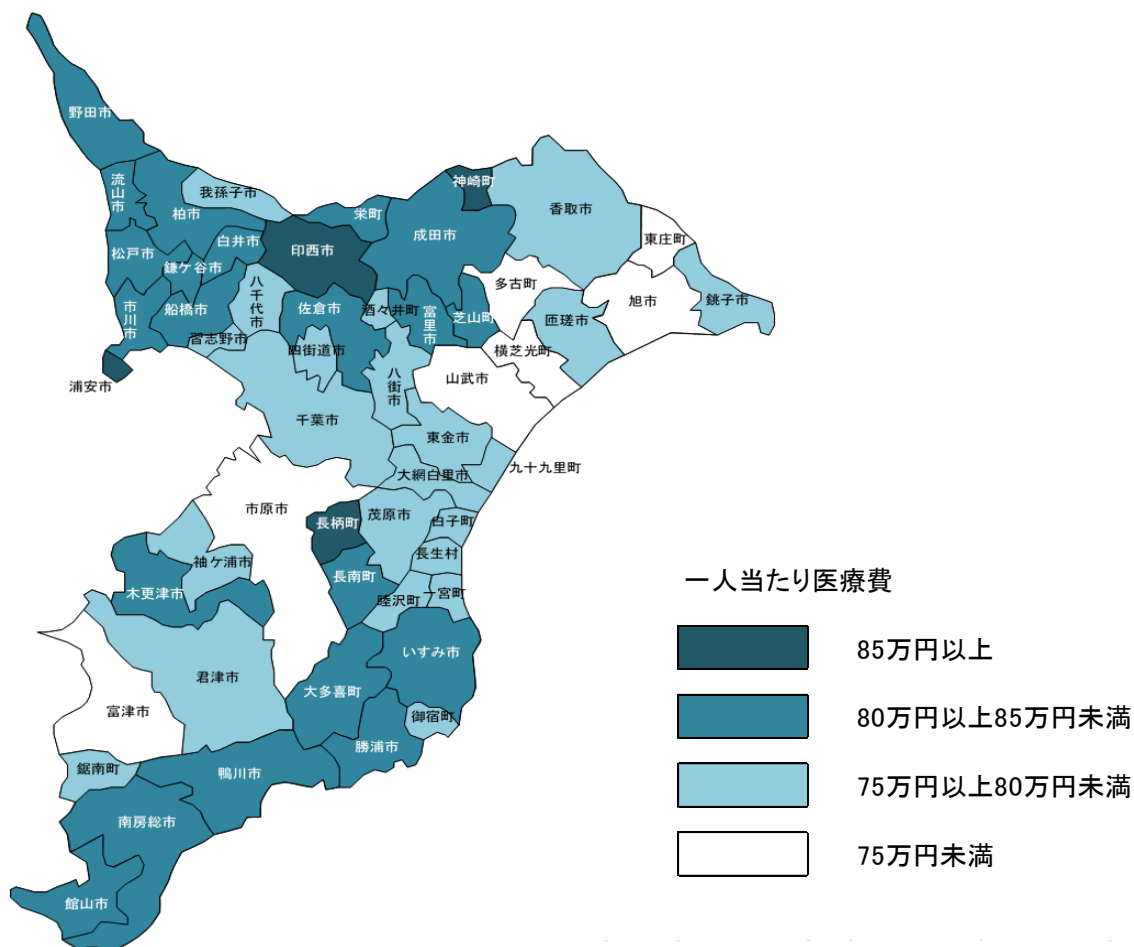 野田市
流山市
柏市
我孫子市
神崎町
香取市
栄町
成田市
東庄町
松戸市
鎌ケ谷市
白井市
印西市
多古町
旭市
銚子市
市川市
船橋市
八千代市
佐倉市
酒々井町
富里市
芝山町
匝瑳市
習志野市
四街道市
横芝光町
浦安市
八街市
山武市
千葉市
東金市
九十九里町
大網白里市
市原市
長柄町
茂原市
白子町
長生村
袖ケ浦市
木更津市
長南町
睦沢町
一宮町
いすみ市
君津市
大多喜町
富津市
御宿町
勝浦市
鋸南町
鴨川市
南房総市
館山市
一人当たり医療費
85万円以上
80万円以上85万円未満
75万円以上80万円未満
75万円未満